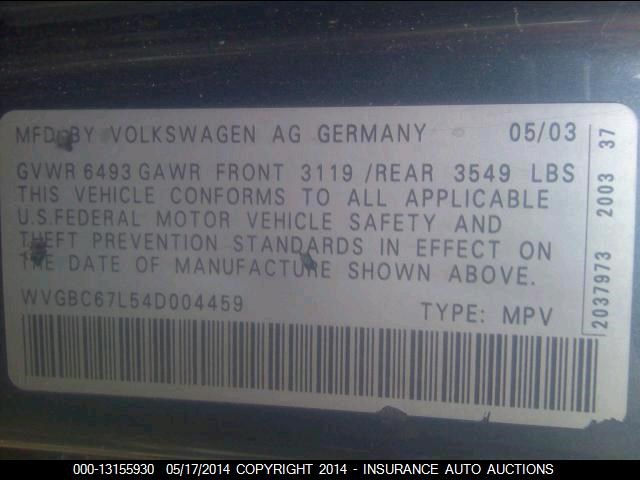 MFD BY VOLKSWAGEN AG GERMANY 05/03
GVWR 6493 GAWR FRONT 3119 /REAR 3549 LBS
THIS VEHICLE CONFORMS TO ALL APPLICABLE
U.S.FEDERAL MOTOR VEHICLE SAFETY AND
THEFT PREVENTION STANDARDS IN EFFECT ON
THE DATE OF MANUFACTURE SHOWN ABOVE.
WVGBC67L54D004459 TYPE: MPV
2037973 2003 37
000-13155930 05/17/2014 COPYRIGHT 2014 - INSURANCE AUTO AUCTIONS